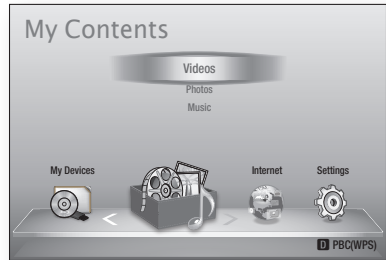 My Contents
Videos
Photos
Music
My Devices
Internet
Settings
D PBC(WPS)